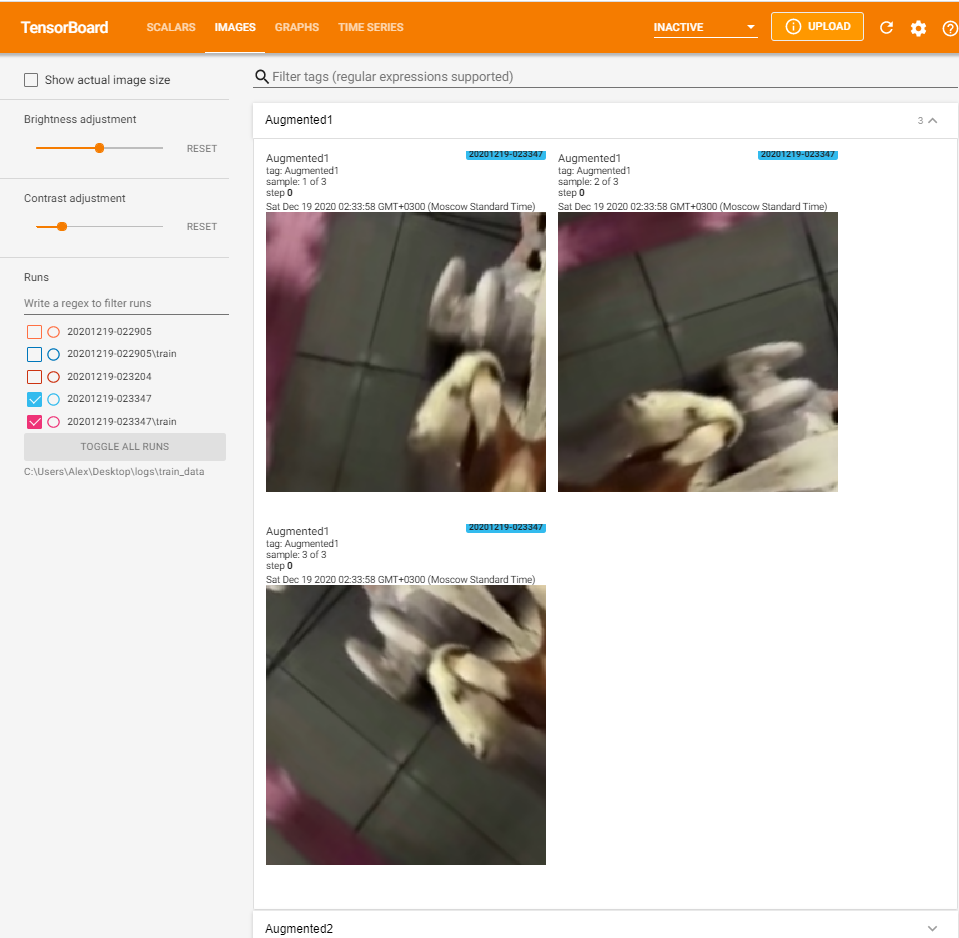 TensorBoard SCALARS IMAGES GRAPHS TIME SERIES INACTIVE UPLOAD
Show actual image size
Brightness adjustment
RESET
Contrast adjustment
RESET
Runs
Write a regex to filter runs
20201219-022905
20201219-022905\train
20201219-023204
20201219-023347
20201219-023347\train
TOGGLE ALL RUNS
C:\Users\Alex\Desktop\logs\train_data
Filter tags (regular expressions supported)
Augmented1 3
Augmented1 20201219-023347
tag: Augmented1
sample: 1 of 3
step 0
Sat Dec 19 2020 02:33:58 GMT+0300 (Moscow Standard Time)
Augmented1 20201219-023347
tag: Augmented1
sample: 2 of 3
step 0
Sat Dec 19 2020 02:33:58 GMT+0300 (Moscow Standard Time)
Augmented1 20201219-023347
tag: Augmented1
sample: 3 of 3
step 0
Sat Dec 19 2020 02:33:58 GMT+0300 (Moscow Standard Time)
Augmented2